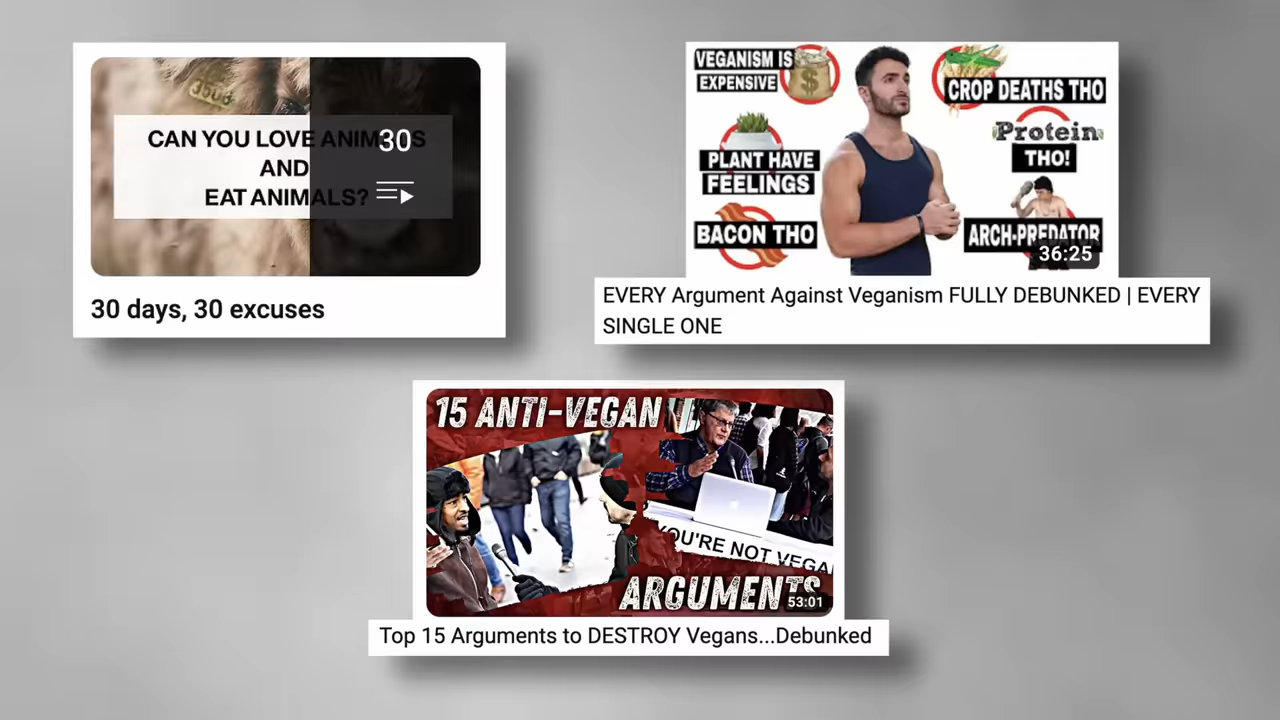 CAN YOU LOVE ANIMALS
AND
EAT ANIMALS?
30
30 days, 30 excuses
VEGANISM IS
EXPENSIVE
PLANT HAVE
FEELINGS
BACON THO
CROP DEATHS THO
Protein
THO!
ARCH-PREDATOR
36:25
EVERY Argument Against Veganism FULLY DEBUNKED | EVERY
SINGLE ONE
15 ANTI-VEGAN
YOU'RE NOT VEGA
ARGUMENTS
53:01
Top 15 Arguments to DESTROY Vegans...Debunked